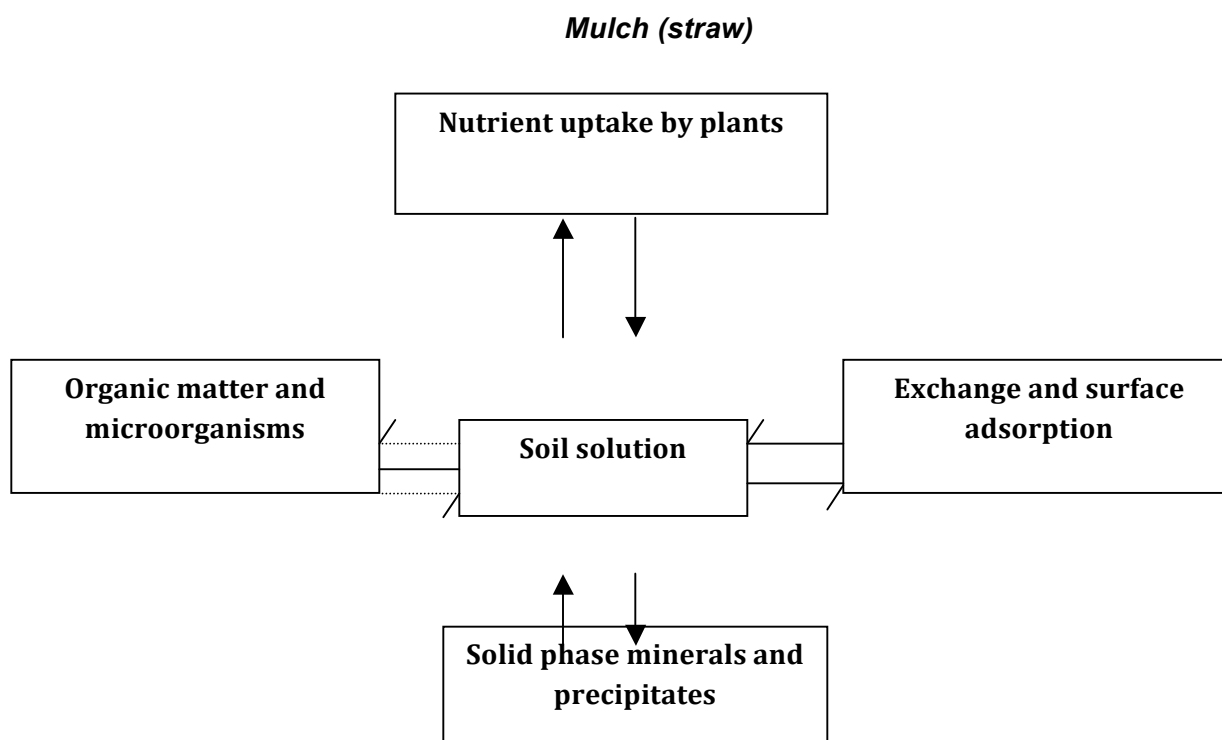 Mulch (straw)
Nutrient uptake by plants
Organic matter and
microorganisms
Soil solution
Exchange and surface
adsorption
Solid phase minerals and
precipitates